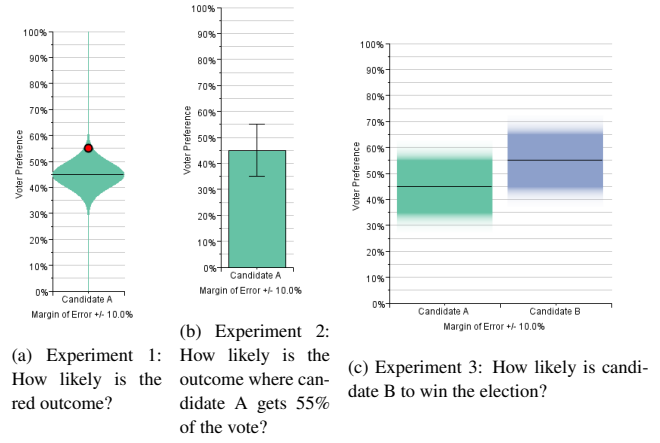 100%
90%
80%
70%
60%
50%
40%
30%
20%
10%
0%
Voter Preference
Candidate A
Margin of Error +/- 10.0%
(a) Experiment 1:
How likely is the
red outcome?
100%
90%
80%
70%
60%
50%
40%
30%
20%
10%
0%
Voter Preference
Candidate A
Margin of Error +/- 10.0%
(b) Experiment 2:
How likely is the
outcome where can-
didate A gets 55%
of the vote?
100%
90%
80%
70%
60%
50%
40%
30%
20%
10%
0%
Voter Preference
Candidate A
Candidate B
Margin of Error +/- 10.0%
(c) Experiment 3: How likely is candi-
date B to win the election?